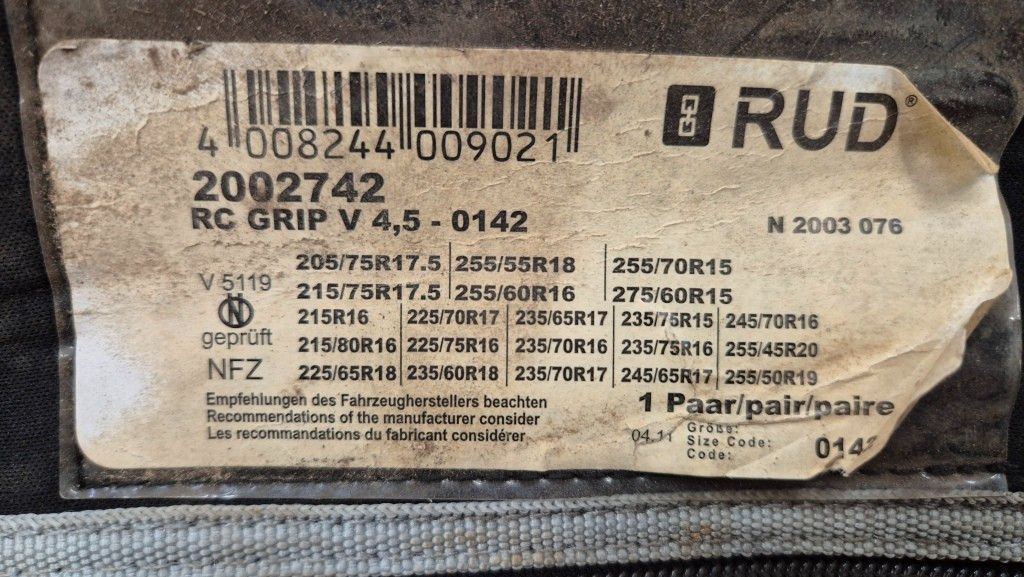 4 008244 009021
RUD®
2002742
RC GRIP V 4,5 - 0142
N 2003 076
V 5119
N
geprüft
NFZ
205/75R17.5 255/55R18 255/70R15
215/75R17.5 255/60R16 275/60R15
215R16 225/70R17 235/65R17 235/75R15 245/70R16
215/80R16 225/75R16 235/70R16 235/75R16 255/45R20
225/65R18 235/60R18 235/70R17 245/65R17 255/50R19
Empfehlungen des Fahrzeugherstellers beachten
Recommendations of the manufacturer consider
Les recommandations du fabricant considérer
1 Paar/pair/paire
04.11
Größe:
Size Code:
Code:
0142